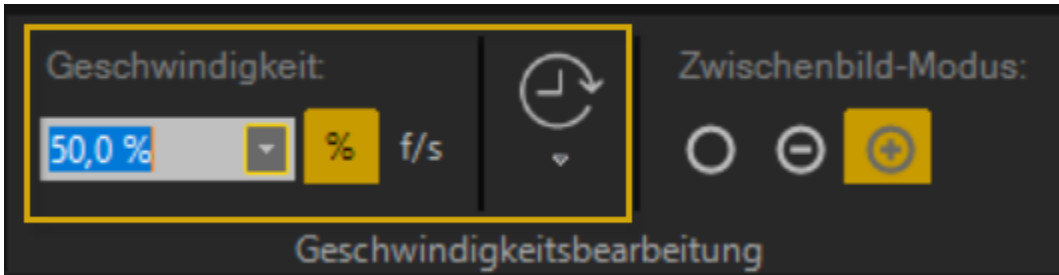 Geschwindigkeit:
Zwischenbild-Modus:
50,0 % % f/s
Geschwindigkeitsbearbeitung